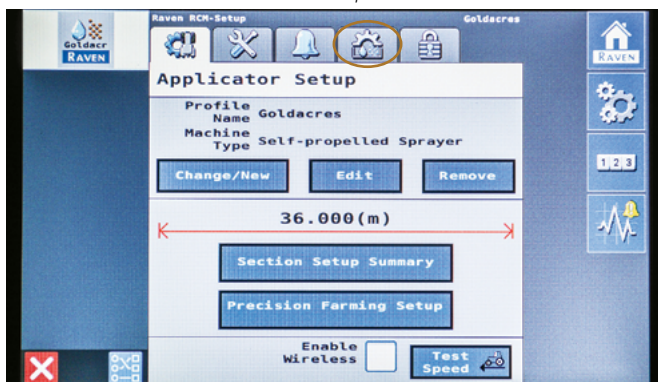 Raven RCM-Setup
Goldacres
Goldacr
RAVEN
RAVEN
Applicator Setup
Profile
Name Goldacres
Machine
Type Self-propelled Sprayer
Change/New
Edit
Remove
1 2 3
36.000(m)
Section Setup Summary
Precision Farming Setup
Enable
Wireless
Test
Speed